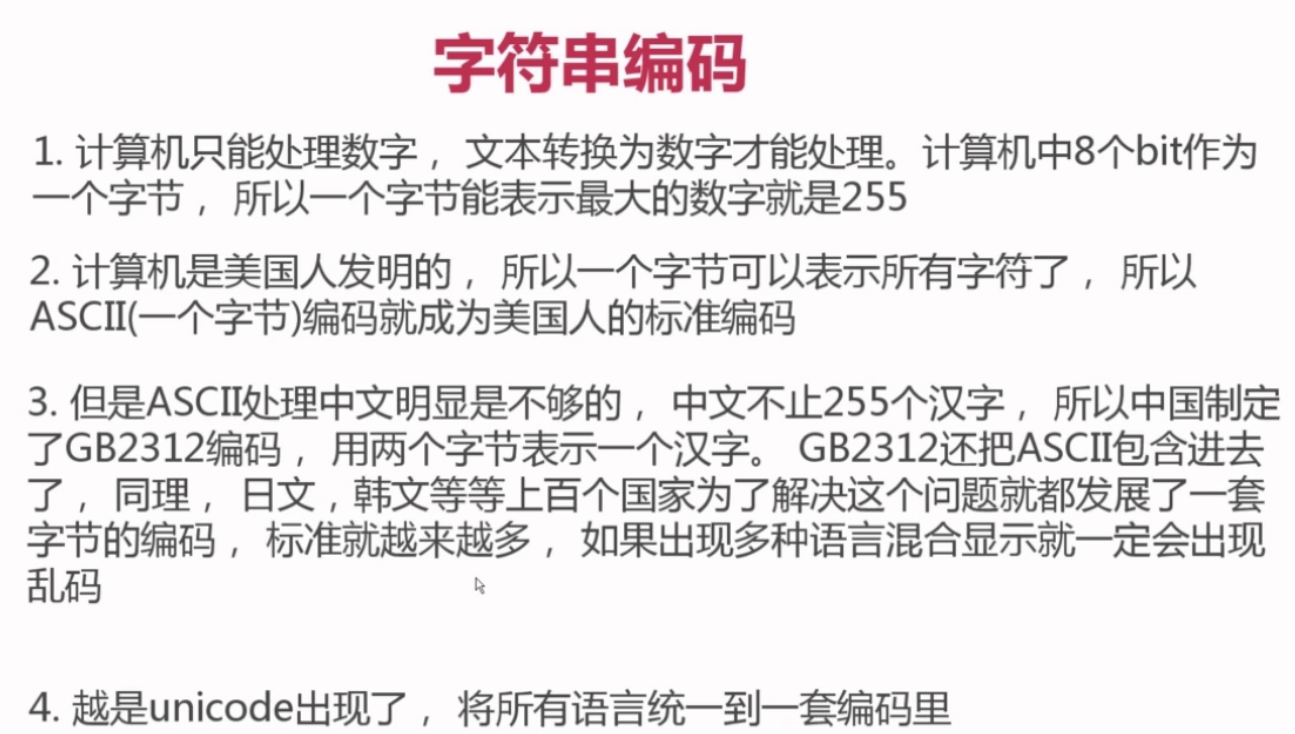 字符串编码
1. 计算机只能处理数字， 文本转换为数字才能处理。计算机中8个bit作为
一个字节， 所以一个字节能表示最大的数字就是255
2. 计算机是美国人发明的， 所以一个字节可以表示所有字符了， 所以
ASCII(一个字节)编码就成为美国人的标准编码
3. 但是ASCII处理中文明显是不够的， 中文不止255个汉字， 所以中国制定
了GB2312编码， 用两个字节表示一个汉字。 GB2312还把ASCII包含进去
了， 同理， 日文，韩文等等上百个国家为了解决这个问题就都发展了一套
字节的编码， 标准就越来越多， 如果出现多种语言混合显示就一定会出现
乱码
4. 越是unicode出现了， 将所有语言统一到一套编码里